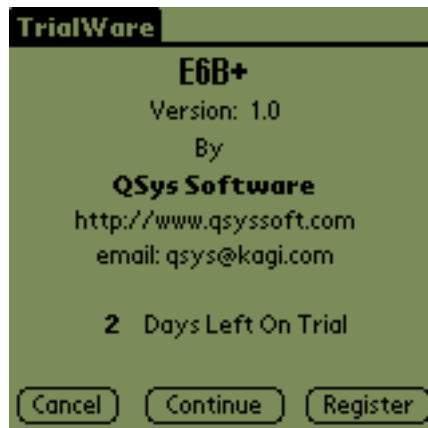 TrialWare
E6B+
Version: 1.0
By
QSys Software
http://www.qsyssoft.com
email: qsys@kagi.com
2 Days Left On Trial
Cancel Continue Register